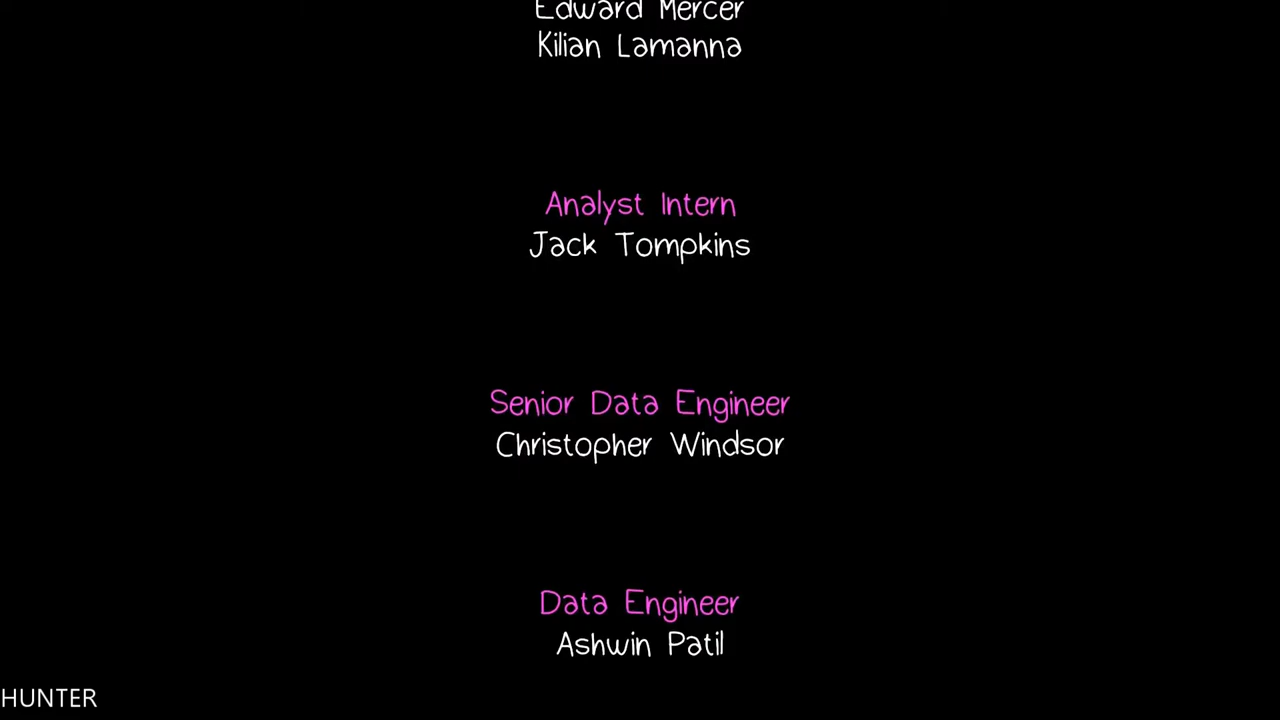 Edward Mercer
Kilian Lamanna
Analyst Intern
Jack Tompkins
Senior Data Engineer
Christopher Windsor
Data Engineer
Ashwin Patil
HUNTER